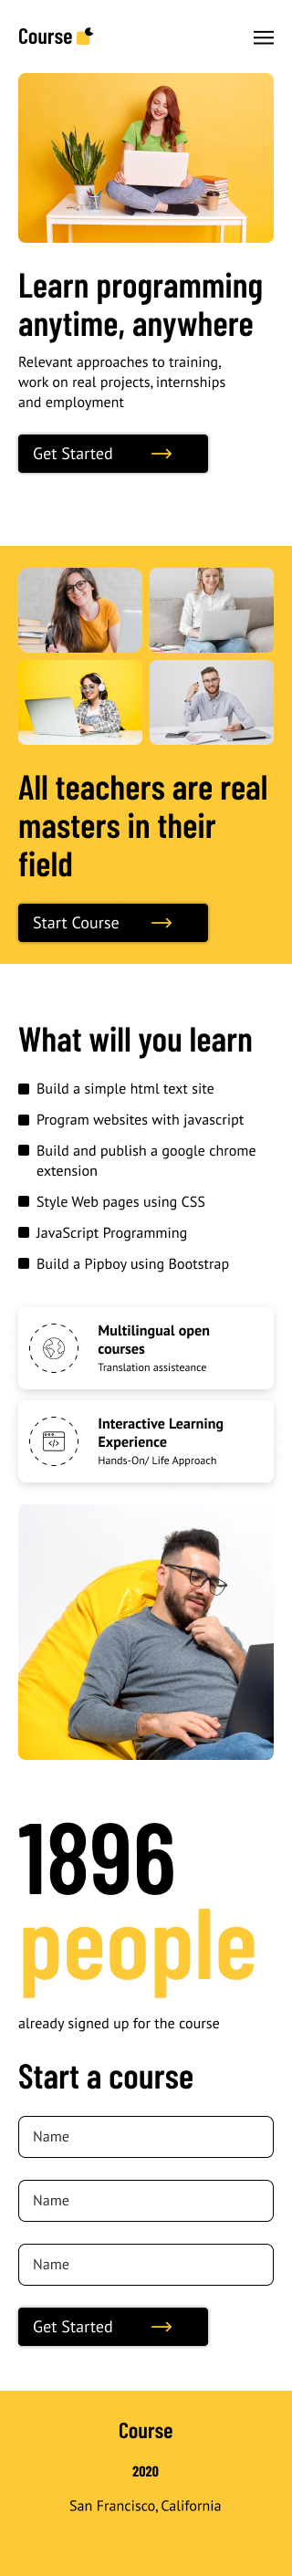 Course
Learn programming
anytime, anywhere
Relevant approaches to training,
work on real projects, internships
and employment
Get Started
All teachers are real
masters in their
field
Start Course
What will you learn
Build a simple html text site
Program websites with javascript
Build and publish a google chrome
extension
Style Web pages using CSS
JavaScript Programming
Build a Pipboy using Bootstrap
Multilingual open
courses
Translation assisteance
Interactive Learning
Experience
Hands-On/ Life Approach
1896
people
already signed up for the course
Start a course
Name
Name
Name
Get Started
Course
2020
San Francisco, California